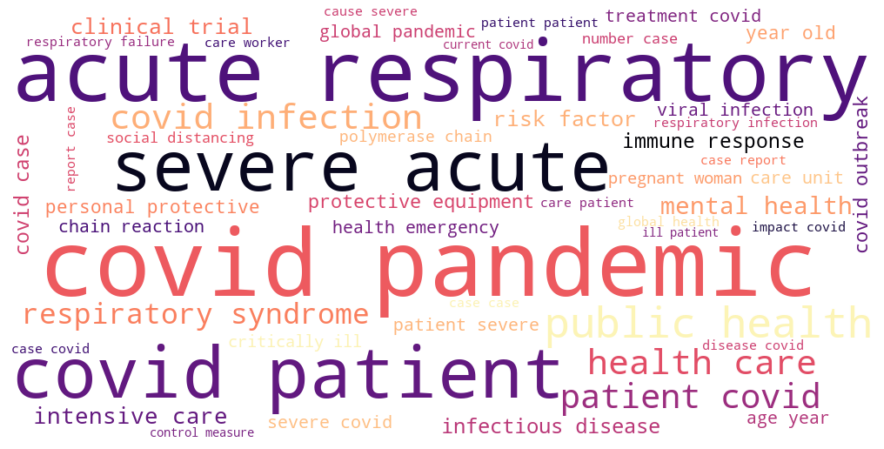 cause severe
clinical trial
patient patient
treatment covid
global pandemic
year old
respiratory failure
care worker
current covid
number case
acute respiratory
covid infection
risk factor
viral infection
respiratory infection
social distancing
polymerase chain
immune response
covid case
report case
severe acute
case report
covid outbreak
pregnant woman
care unit
personal protective
protective equipment
care patient
mental health
chain reaction
health emergency
global health
ill patient
impact covid
covid pandemic
case case
respiratory syndrome
patient severe
public health
critically ill
case covid
disease covid
covid patient
health care
patient covid
intensive care
severe covid
infectious disease
age year
control measure